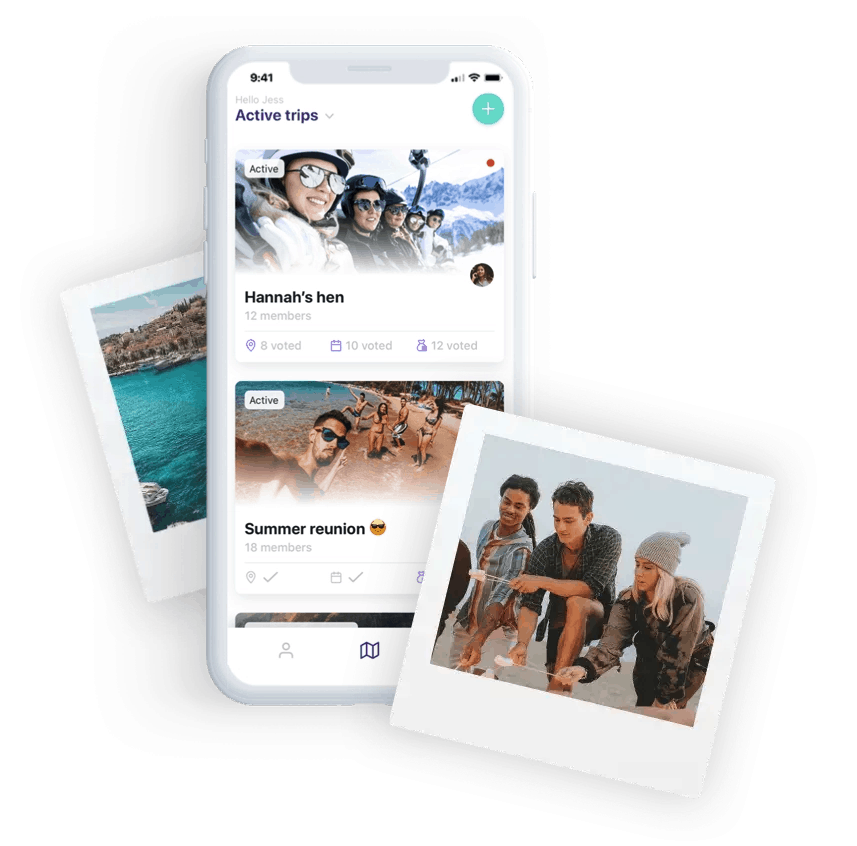 9:41
Hello Jess
Active trips
Active
Hannah’s hen
12 members
8 voted
10 voted
12 voted
Active
Summer reunion 😎
18 members